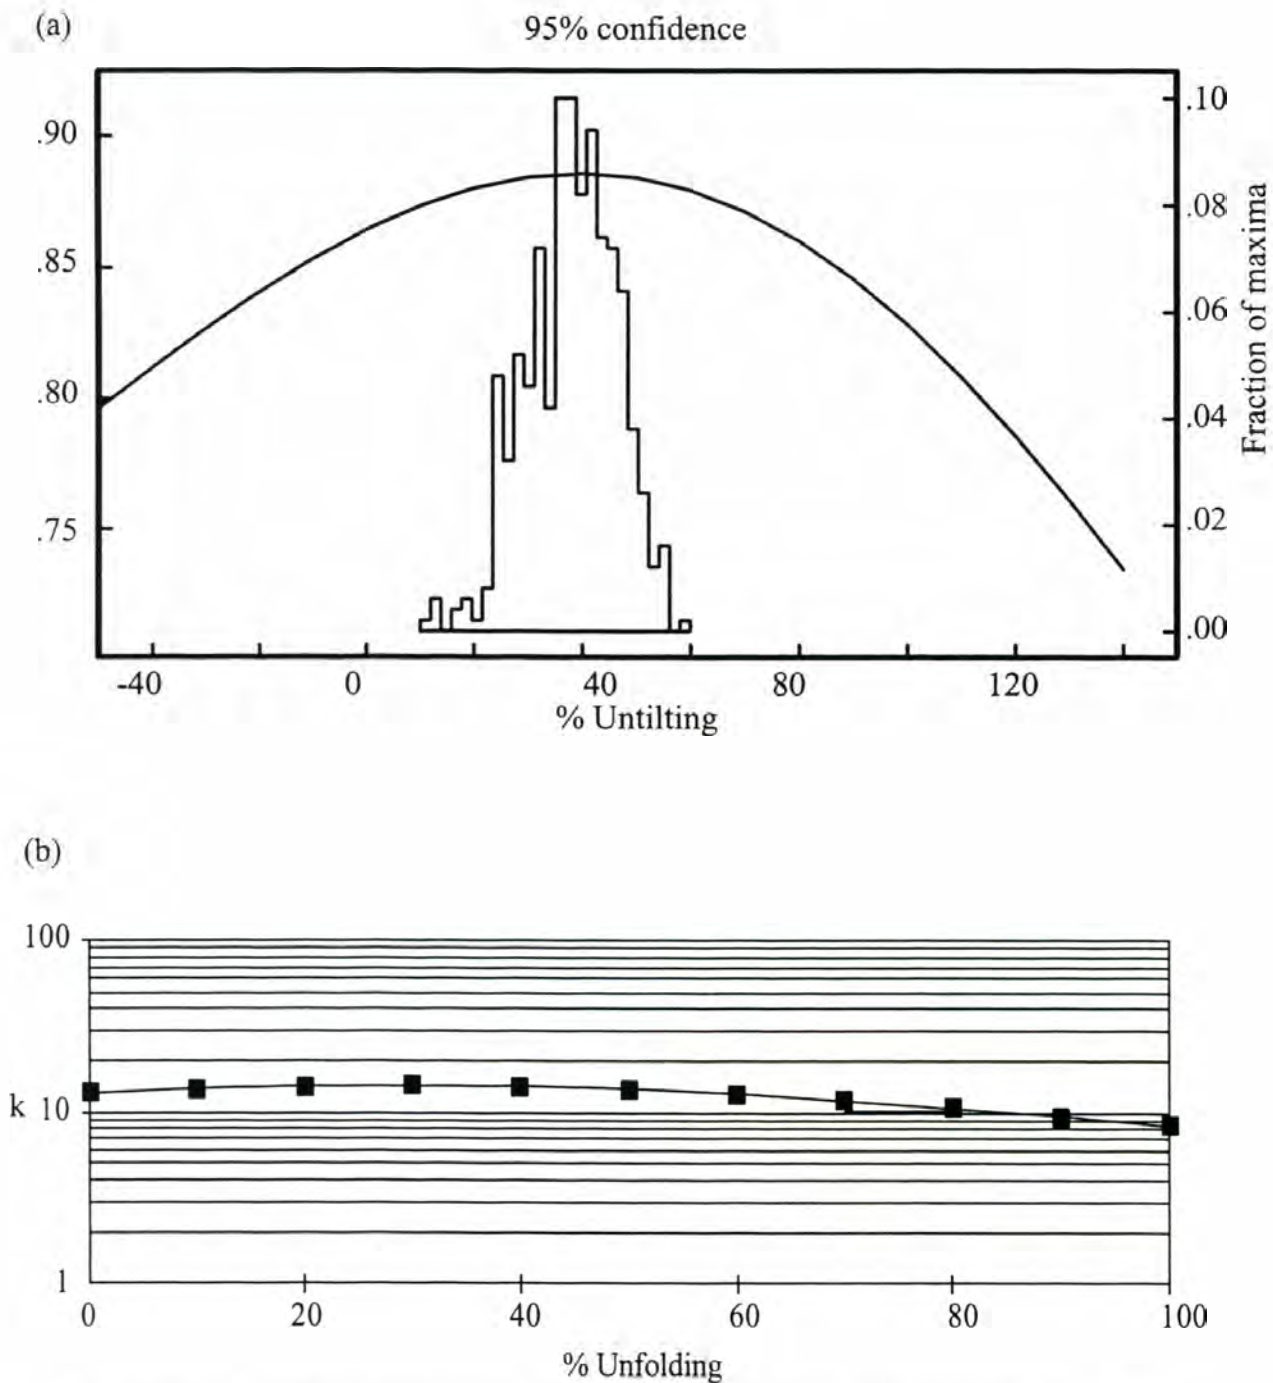 (a)
95% confidence
.90
.85
.80
.75
.10
.08
.06
.04
.02
.00
Fraction of maxima
-40 0 40 80 120
% Untilting
(b)
100
k 10
1
0 20 40 60 80 100
% Unfolding